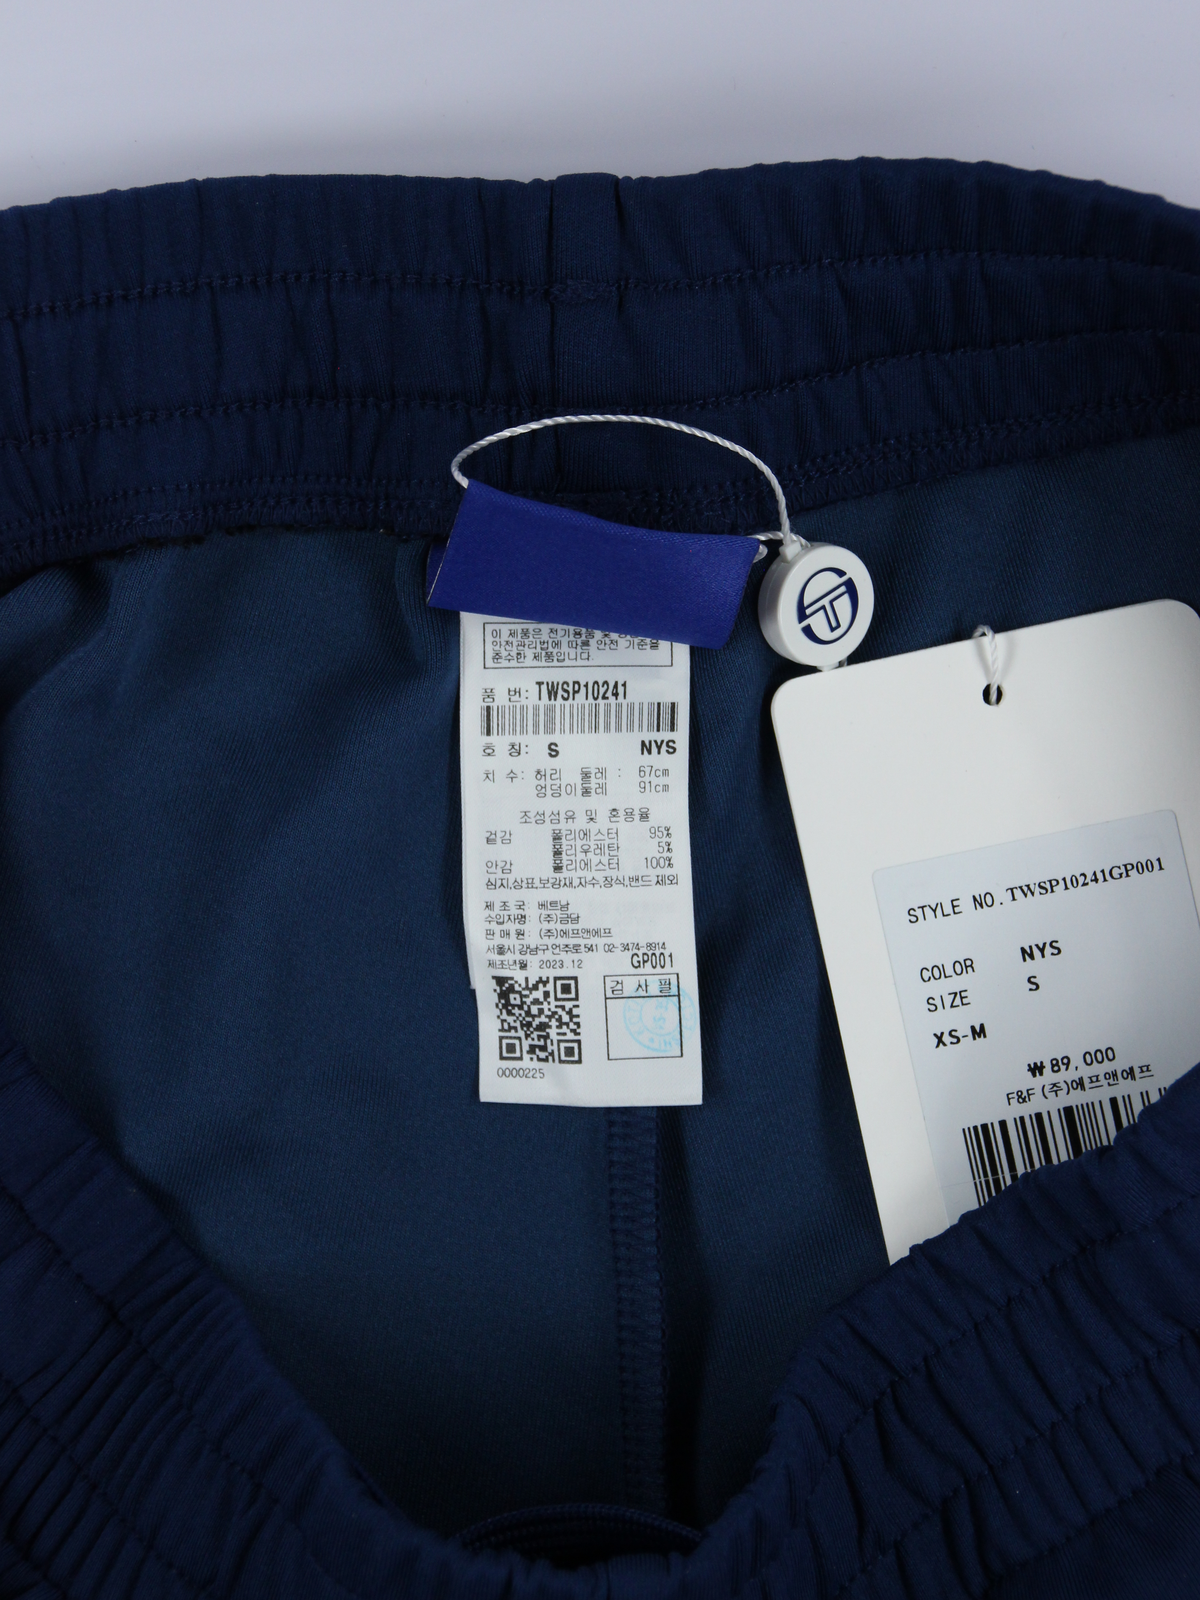 이 제품은 전기용품 및
안전관리법에 따른 안전 기준을
준수한 제품입니다.
품 번: TWSP10241
호 칭: S NYS
치 수: 허리 둘레 : 67cm
엉덩이둘레 91cm
조성섬유 및 혼용율
겉감 폴리에스터 95%
폴리우레탄 5%
안감 폴리에스터 100%
심지,상표,보강재,자수,장식,밴드 제외
제 조 국: 베트남
수입자명: (주)금담
판 매 원: (주)에프앤에프
서울시 강남구 언주로 541 02-3474-8914
제조년월: 2023.12 GP001
검 사 필
0000225
STYLE NO. TWSP10241GP001
COLOR NYS
SIZE S
XS-M
₩89,000
F&F (주)에프앤에프